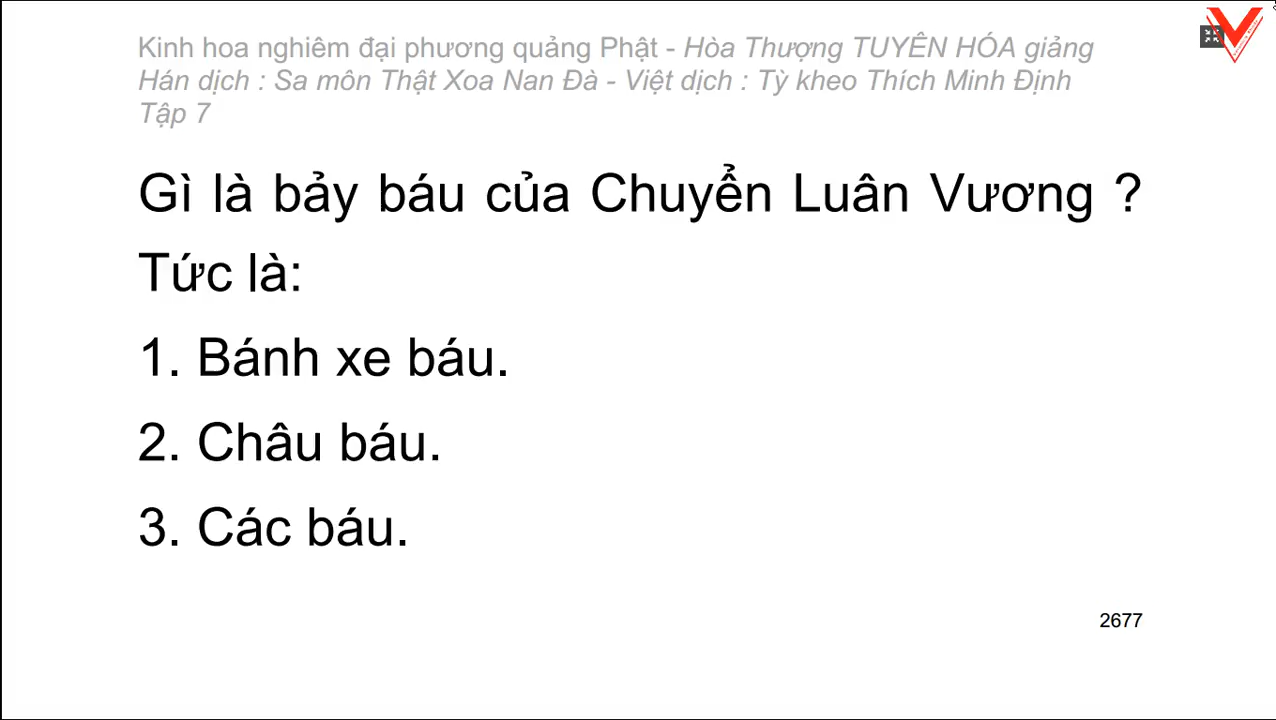 Kinh hoa nghiêm đại phương quảng Phật - Hòa Thượng TUYÊN HÓA giảng
Hán dịch : Sa môn Thật Xoa Nan Đà - Việt dịch : Tỳ kheo Thích Minh Định
Tập 7
Gì là bảy báu của Chuyển Luân Vương ?
Tức là:
1. Bánh xe báu.
2. Châu báu.
3. Các báu.
2677